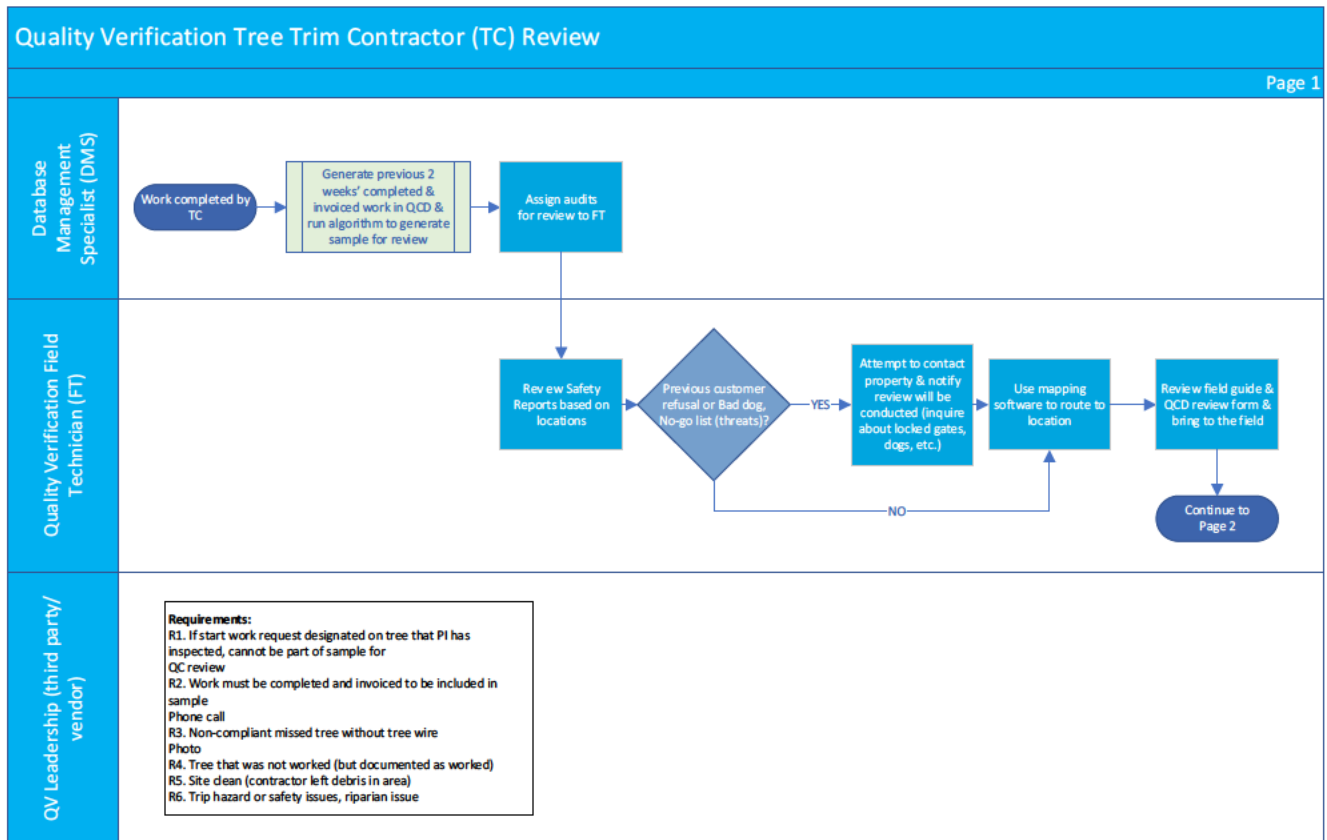 Quality Verification Tree Trim Contractor (TC) Review
Page 1
Database
Management
Specialist (DMS)
Work completed by
TC
Generate previous 2
weeks' completed &
invoiced work in QCD &
run algorithm to generate
sample for review
Assign audits
for review to FT
Quality Verification Field
Technician (FT)
Review Safety
Reports based on
locations
Previous customer
refusal or Bad dog,
No-go list (threats)?
YES
Attempt to contact
property & notify
review will be
conducted (inquire
about locked gates,
dogs, etc.)
Use mapping
software to route to
location
Review field guide &
QCD review form &
bring to the field
NO
Continue to
Page 2
QV Leadership (third party/
vendor)
Requirements:
R1. If start work request designated on tree that PI has
inspected, cannot be part of sample for
QC review
R2. Work must be completed and invoiced to be included in
sample
Phone call
R3. Non-compliant missed tree without tree wire
Photo
R4. Tree that was not worked (but documented as worked)
R5. Site clean (contractor left debris in area)
R6. Trip hazard or safety issues, riparian issue